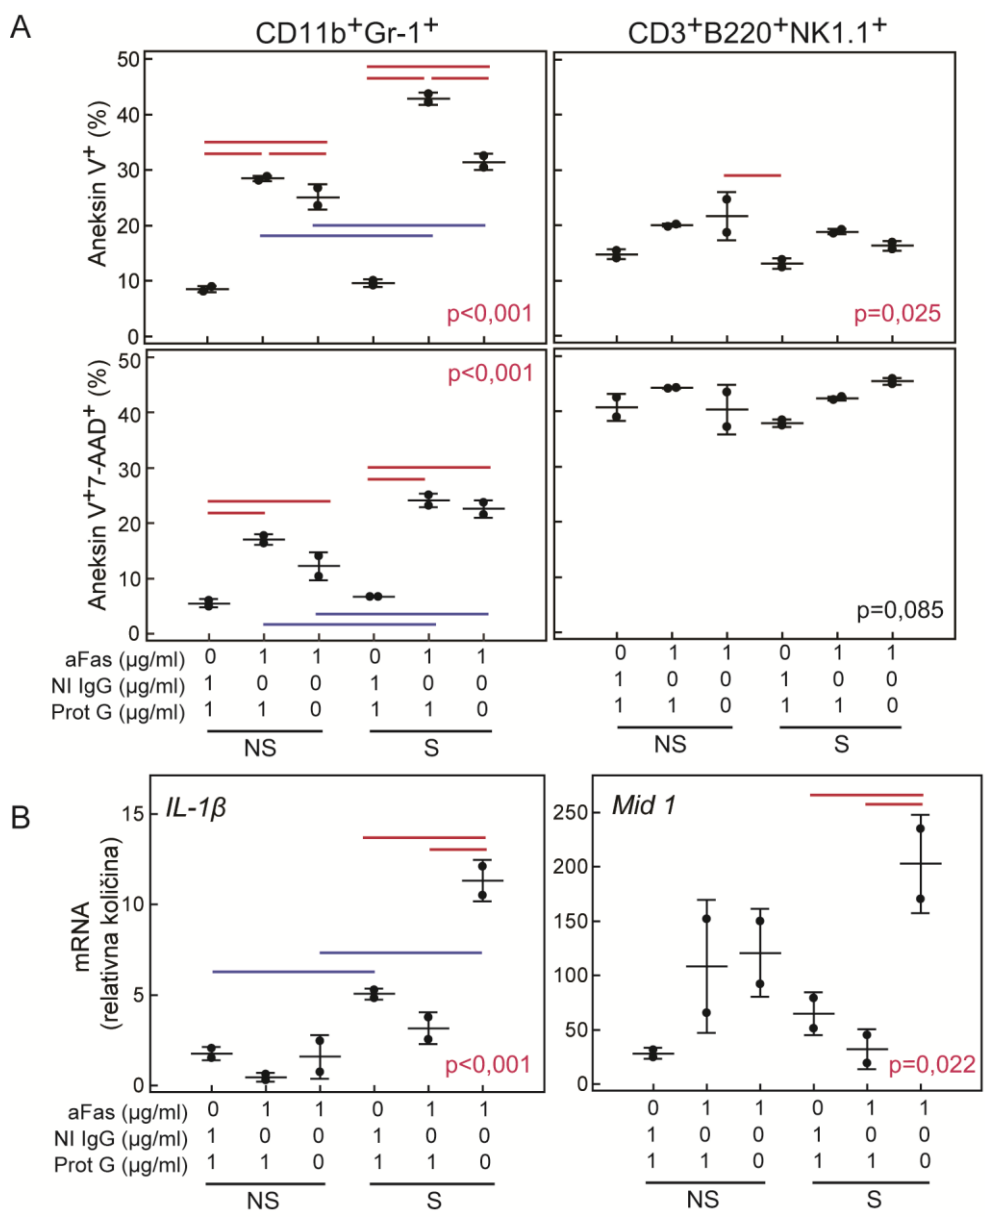 A
CD11b⁺Gr-1⁺
CD3⁺B220⁺NK1.1⁺
Aneksin V⁺ (%)
50
40
30
20
10
0
p<0,001
p=0,025
Aneksin V⁺7-AAD⁺ (%)
50
40
30
20
10
0
p<0,001
p=0,085
aFas (µg/ml) 0 1 1 0 1 1 0 1 1 0 1 1
NI IgG (µg/ml) 1 0 0 1 0 0 1 0 0 1 0 0
Prot G (µg/ml) 1 1 0 1 1 0 1 1 0 1 1 0
NS S NS S
B
IL-1β
Mid 1
mRNA
(relativna količina)
15
10
5
0
p<0,001
250
200
150
100
50
0
p=0,022
aFas (µg/ml) 0 1 1 0 1 1 0 1 1 0 1 1
NI IgG (µg/ml) 1 0 0 1 0 0 1 0 0 1 0 0
Prot G (µg/ml) 1 1 0 1 1 0 1 1 0 1 1 0
NS S NS S